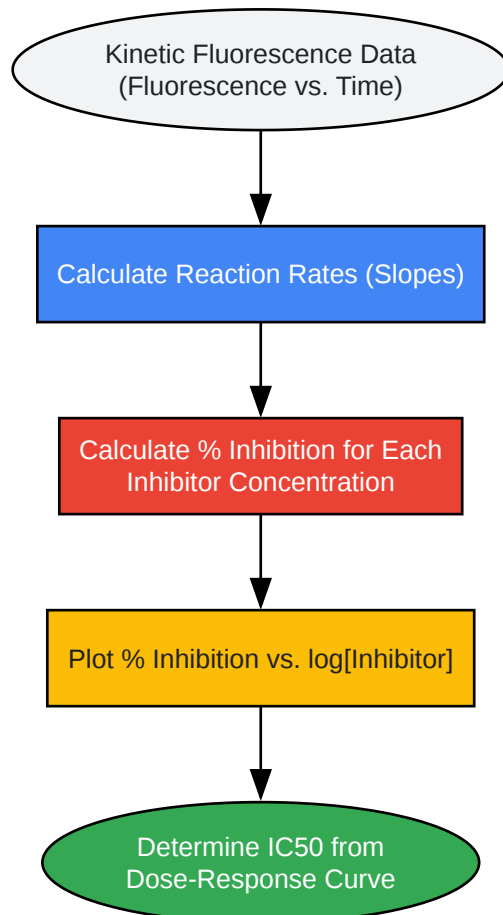 Kinetic Fluorescence Data
(Fluorescence vs. Time)
Calculate Reaction Rates (Slopes)
Calculate % Inhibition for Each
Inhibitor Concentration
Plot % Inhibition vs. log[Inhibitor]
Determine IC50 from
Dose-Response Curve